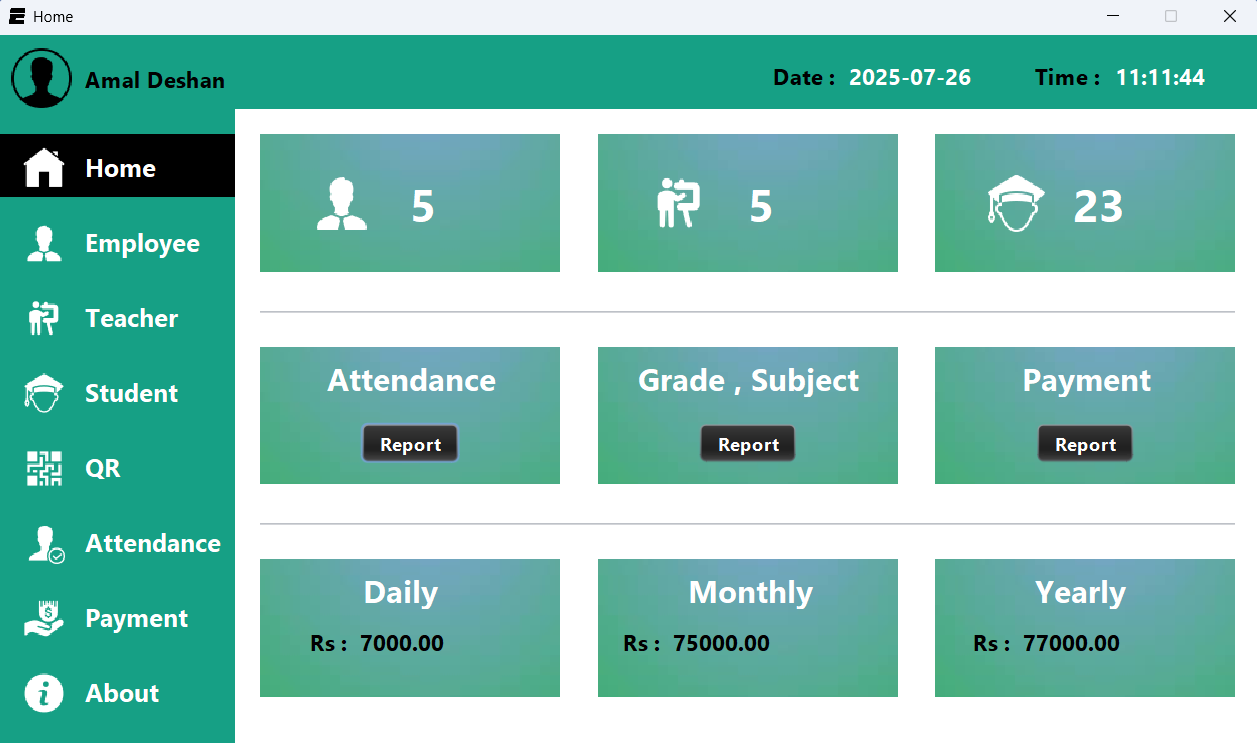 Home
Amal Deshan
Date : 2025-07-26 Time : 11:11:44
Home
Employee
Teacher
Student
QR
Attendance
Payment
About
5
5
23
Attendance
Report
Grade , Subject
Report
Payment
Report
Daily
Rs : 7000.00
Monthly
Rs : 75000.00
Yearly
Rs : 77000.00